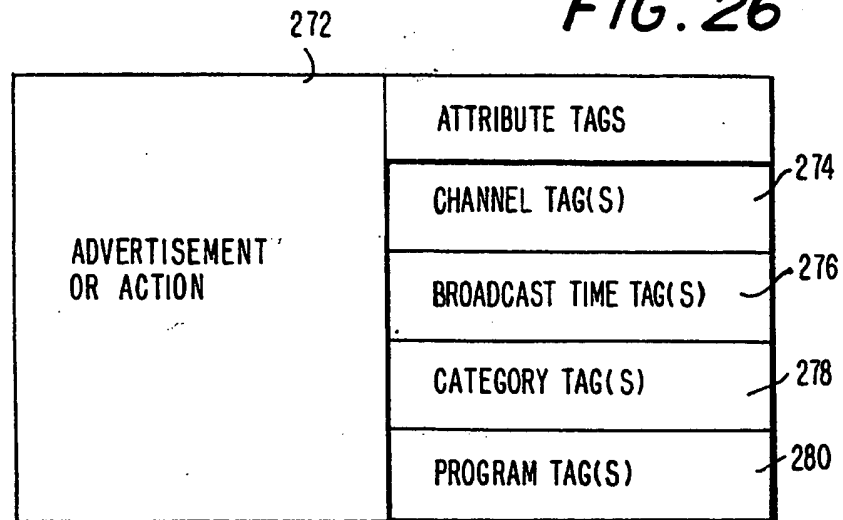 FIG. 26
272
ADVERTISEMENT
OR ACTION
ATTRIBUTE TAGS
CHANNEL TAG(S)
274
BROADCAST TIME TAG(S)
276
CATEGORY TAG(S)
278
PROGRAM TAG(S)
280